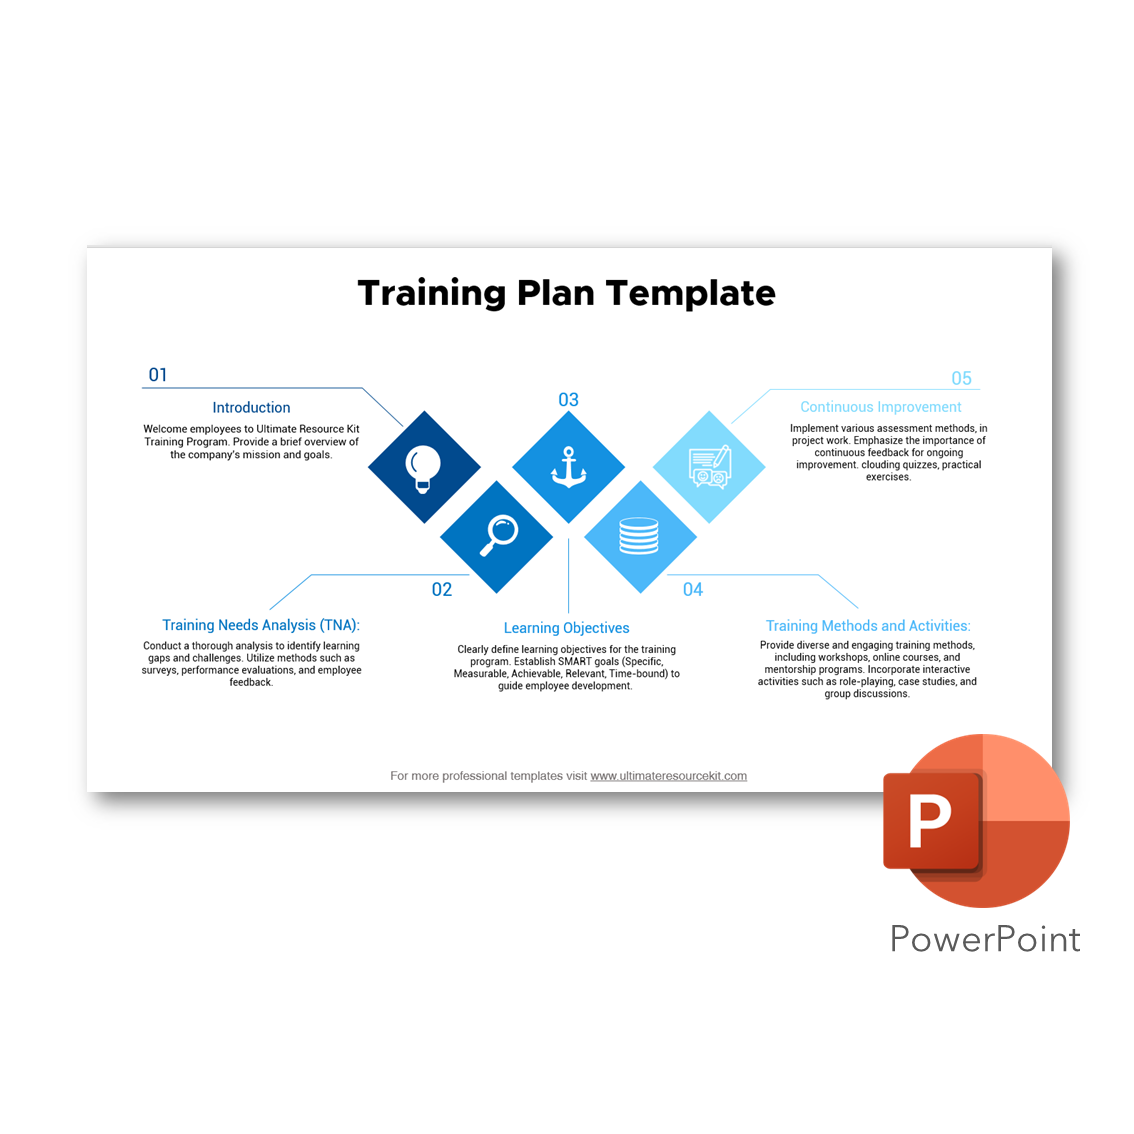 Training Plan Template
01
Introduction
Welcome employees to Ultimate Resource Kit
Training Program. Provide a brief overview of
the company's mission and goals.
02
Training Needs Analysis (TNA):
Conduct a thorough analysis to identify learning
gaps and challenges. Utilize methods such as
surveys, performance evaluations, and employee
feedback.
03
Learning Objectives
Clearly define learning objectives for the training
program. Establish SMART goals (Specific,
Measurable, Achievable, Relevant, Time-bound) to
guide employee development.
04
Training Methods and Activities:
Provide diverse and engaging training methods,
including workshops, online courses, and
mentorship programs. Incorporate interactive
activities such as role-playing, case studies, and
group discussions.
05
Continuous Improvement
Implement various assessment methods, in
project work. Emphasize the importance of
continuous feedback for ongoing
improvement. clouding quizzes, practical
exercises.
For more professional templates visit www.ultimateresourcekit.com
P
PowerPoint